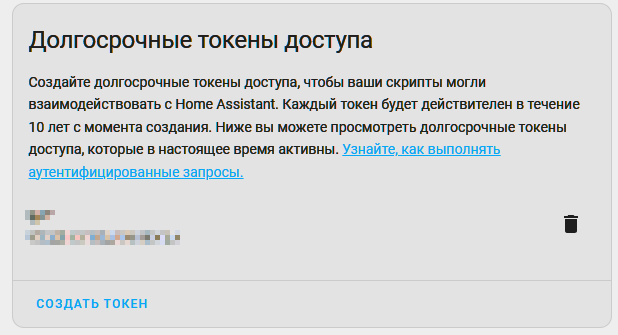 Долгосрочные токены доступа
Создайте долгосрочные токены доступа, чтобы ваши скрипты могли
взаимодействовать с Home Assistant. Каждый токен будет действителен в течение
10 лет с момента создания. Ниже вы можете просмотреть долгосрочные токены
доступа, которые в настоящее время активны. Узнайте, как выполнять
аутентифицированные запросы.
СОЗДАТЬ ТОКЕН